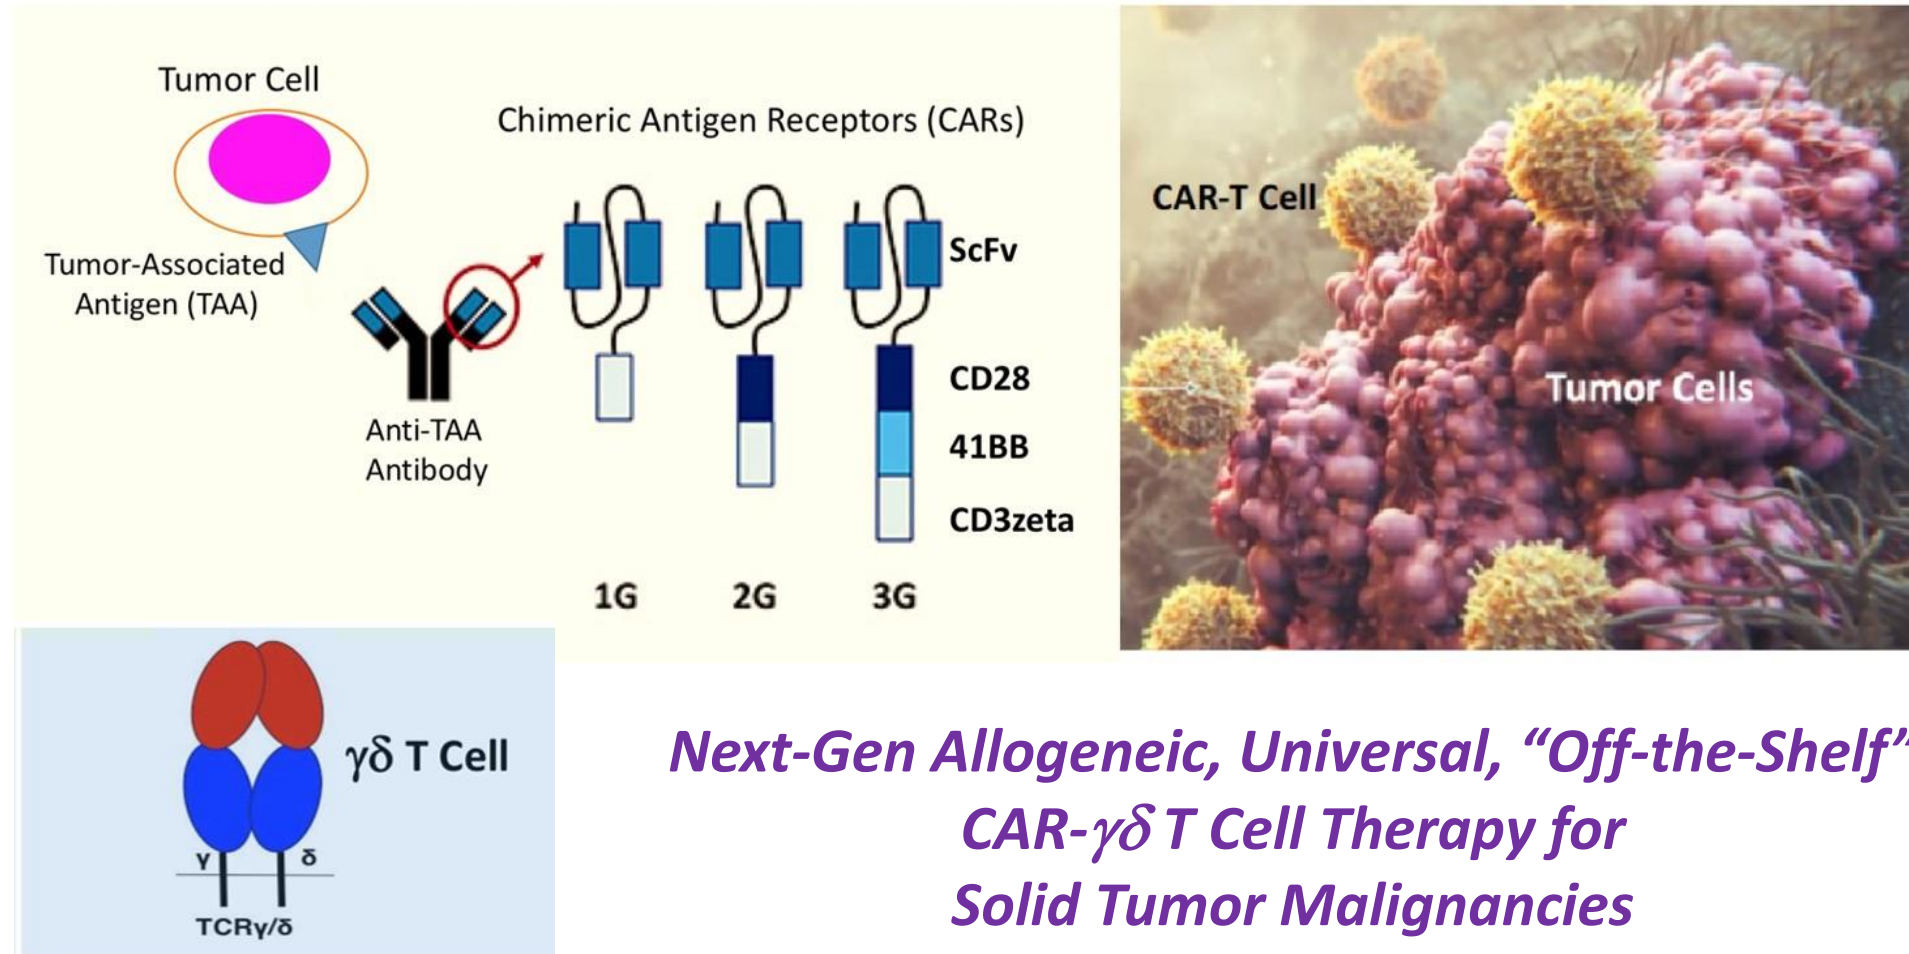 Tumor Cell
Tumor-Associated
Antigen (TAA)
Anti-TAA
Antibody
Chimeric Antigen Receptors (CARs)
ScFv
CD28
41BB
CD3zeta
1G
2G
3G
CAR-T Cell
Tumor Cells
γδ T Cell
γ
δ
TCRγ/δ
Next-Gen Allogeneic, Universal, “Off-the-Shelf”
CAR-γδ T Cell Therapy for
Solid Tumor Malignancies